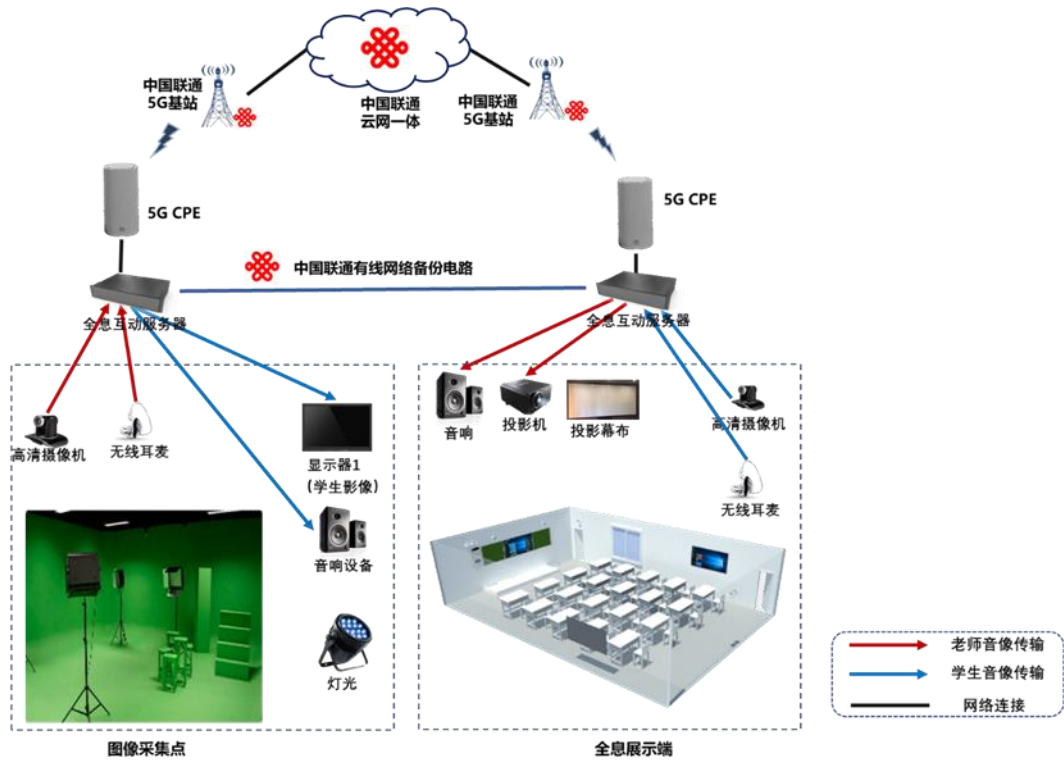 中国联通
5G基站
中国联通
云网一体
中国联通
5G基站
5G CPE
5G CPE
中国联通有线网络备份电路
全息互动服务器
全息互动服务器
高清摄像机
无线耳麦
显示器1
(学生影像)
音响设备
灯光
音响
投影机
投影幕布
高清摄像机
无线耳麦
老师音像传输
学生音像传输
网络连接
图像采集点
全息展示端